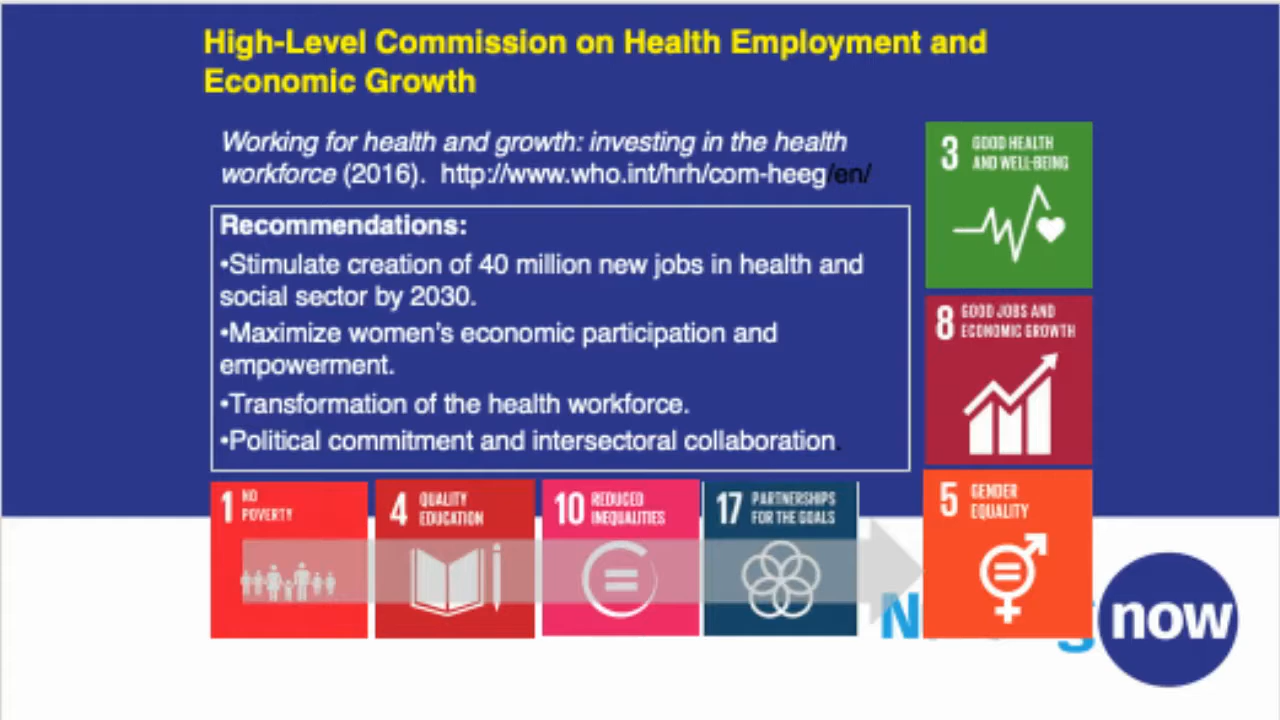 High-Level Commission on Health Employment and
Economic Growth
Working for health and growth: investing in the health
workforce (2016). http://www.who.int/hrh/com-heeg/en/
Recommendations:
•Stimulate creation of 40 million new jobs in health and
social sector by 2030.
•Maximize women's economic participation and
empowerment.
•Transformation of the health workforce.
•Political commitment and intersectoral collaboration.
3 GOOD HEALTH
AND WELL-BEING
8 GOOD JOBS AND
ECONOMIC GROWTH
1 NO
POVERTY
4 QUALITY
EDUCATION
10 REDUCED
INEQUALITIES
17 PARTNERSHIPS
FOR THE GOALS
5 GENDER
EQUALITY
now